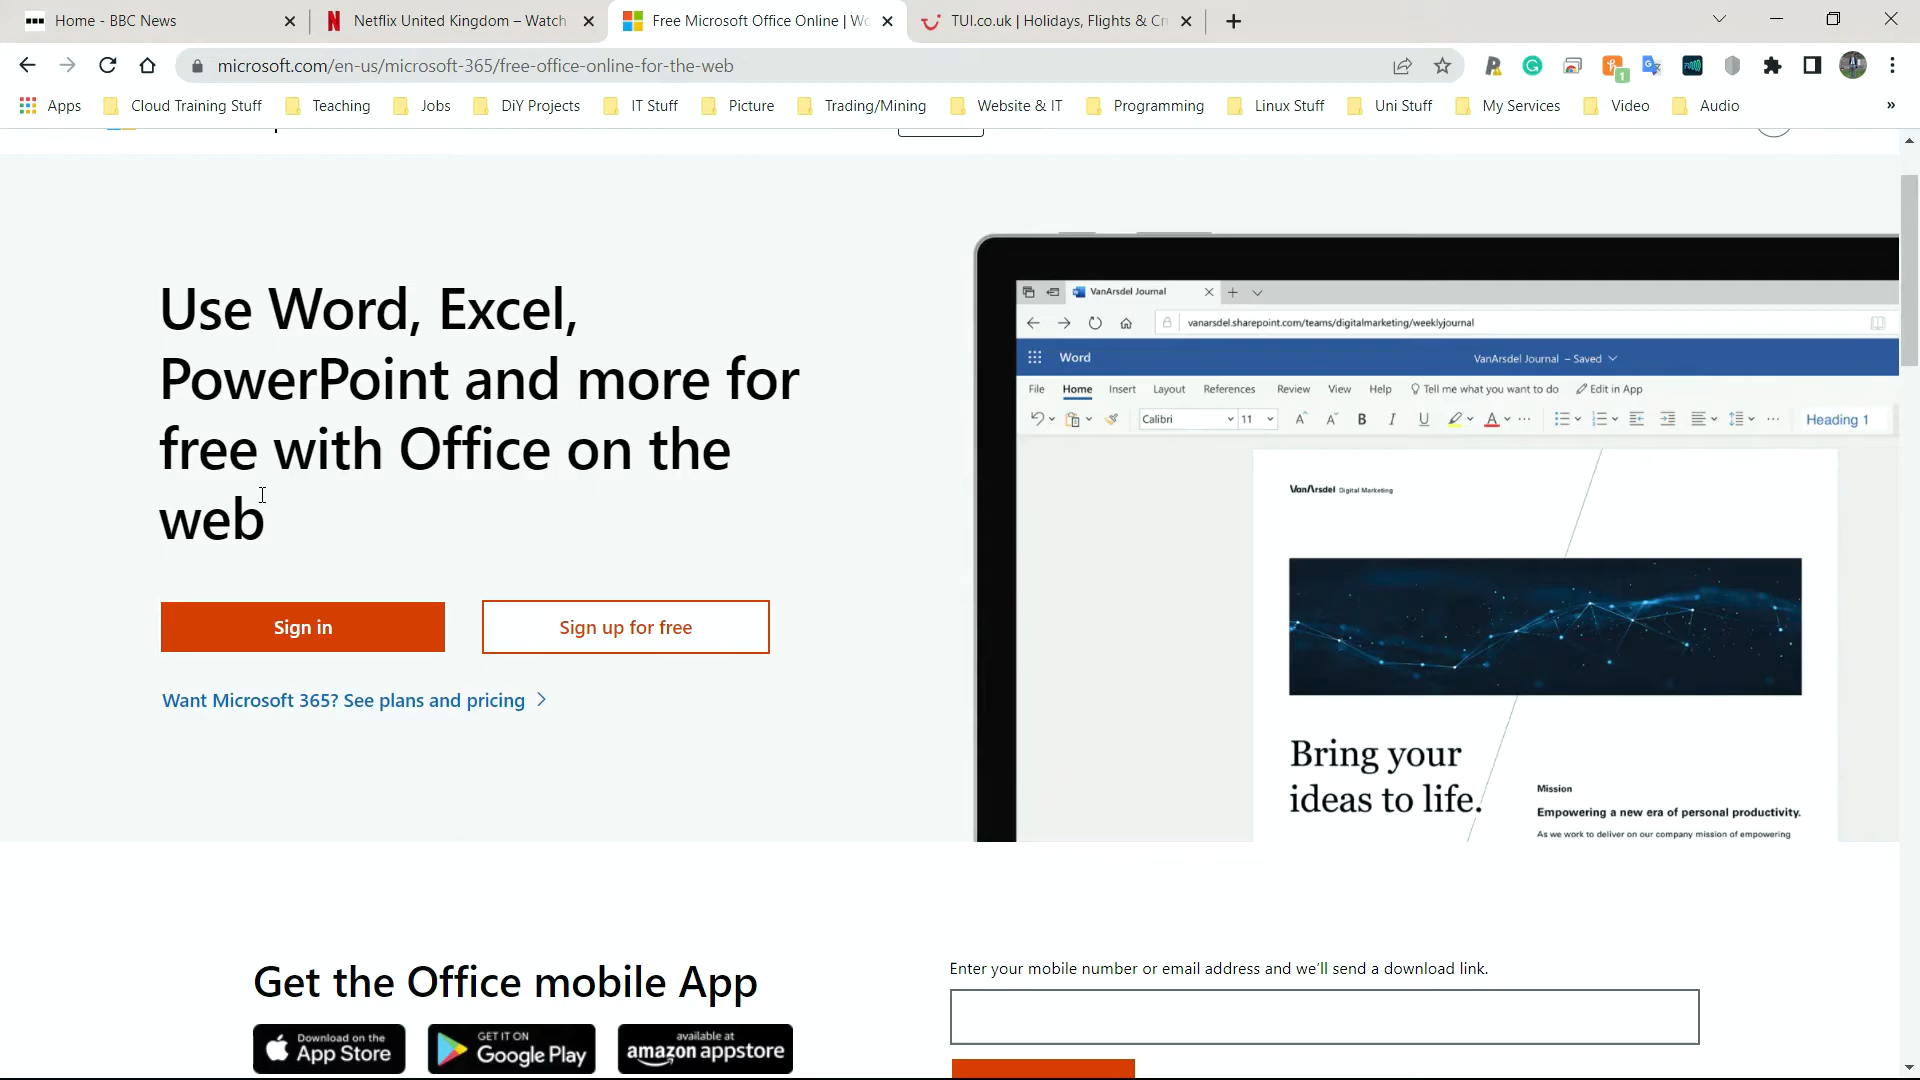 Home - BBC News
Netflix United Kingdom – Watch
Free Microsoft Office Online | Wo
TUI.co.uk | Holidays, Flights & Cr
microsoft.com/en-us/microsoft-365/free-office-online-for-the-web
1
Apps
Cloud Training Stuff
Teaching
Jobs
DiY Projects
IT Stuff
Picture
Trading/Mining
Website & IT
Programming
Linux Stuff
Uni Stuff
My Services
Video
Audio
»
Use Word, Excel,
PowerPoint and more for
free with Office on the
web
Sign in
Sign up for free
Want Microsoft 365? See plans and pricing
VanArsdel Journal
vanarsdel.sharepoint.com/teams/digitalmarketing/weeklyjournal
Word
VanArsdel Journal – Saved
File Home Insert Layout References Review View Help Tell me what you want to do Edit in App
Calibri 11 A A B I U A ... ... Heading 1
VanArsdel Digital Marketing
Bring your
ideas to life.
Mission
Empowering a new era of personal productivity.
As we work to deliver on our company mission of empowering
Get the Office mobile App
Download on the
App Store
GET IT ON
Google Play
available at
amazon appstore
Enter your mobile number or email address and we'll send a download link.